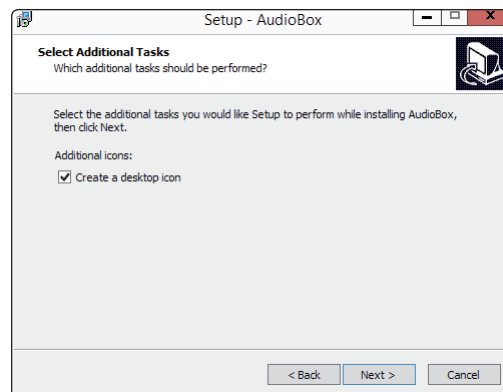 Setup - AudioBox
Select Additional Tasks
Which additional tasks should be performed?
Select the additional tasks you would like Setup to perform while installing AudioBox,
then click Next.
Additional icons:
Create a desktop icon
< Back Next > Cancel